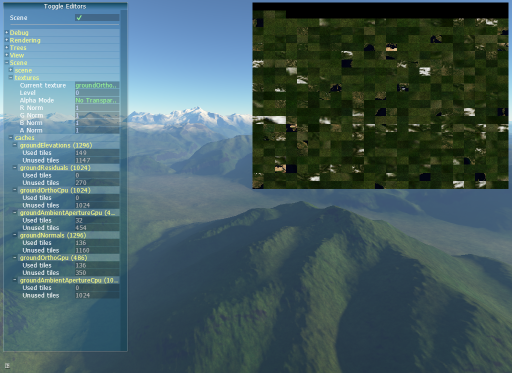 Toggle Editors
Scene
Debug
Rendering
Trees
View
Scene
scene
textures
Current texture groundOrtho...
Level 0
Alpha Mode No Transpar...
R Norm 1
G Norm 1
B Norm 1
A Norm 1
caches
groundElevations (1296)
Used tiles 149
Unused tiles 1147
groundResiduals (1024)
Used tiles 0
Unused tiles 270
groundOrthoCpu (1024)
Used tiles 0
Unused tiles 1024
groundAmbientApertureGpu (4...
Used tiles 32
Unused tiles 454
groundNormals (1296)
Used tiles 136
Unused tiles 1160
groundOrthoGpu (486)
Used tiles 136
Unused tiles 350
groundAmbientApertureCpu (10...
Used tiles 0
Unused tiles 1024